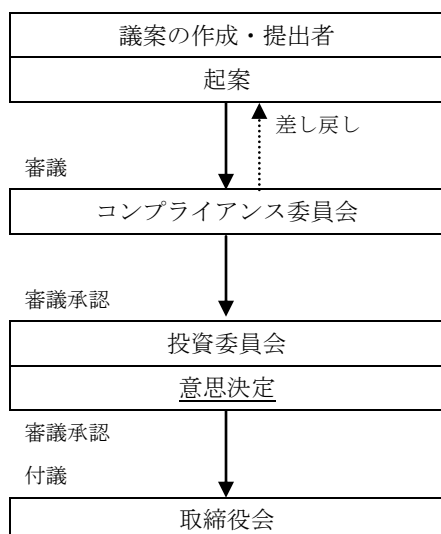 議案の作成・提出者
起案
差し戻し
審議
コンプライアンス委員会
審議承認
投資委員会
意思決定
審議承認
付議
取締役会